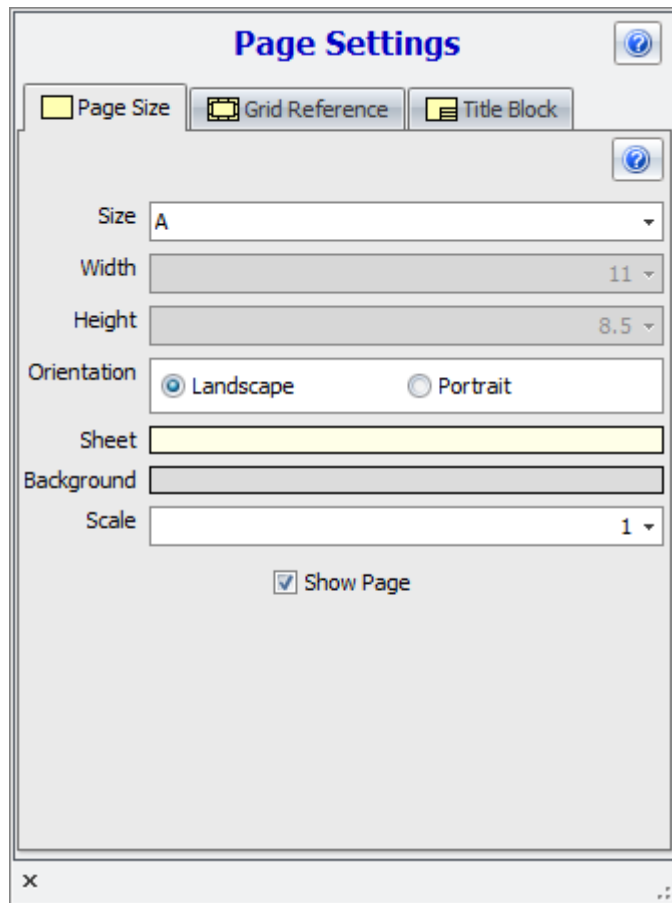 Page Settings
Page Size Grid Reference Title Block
Size A
Width 11
Height 8.5
Orientation Landscape Portrait
Sheet
Background
Scale 1
Show Page